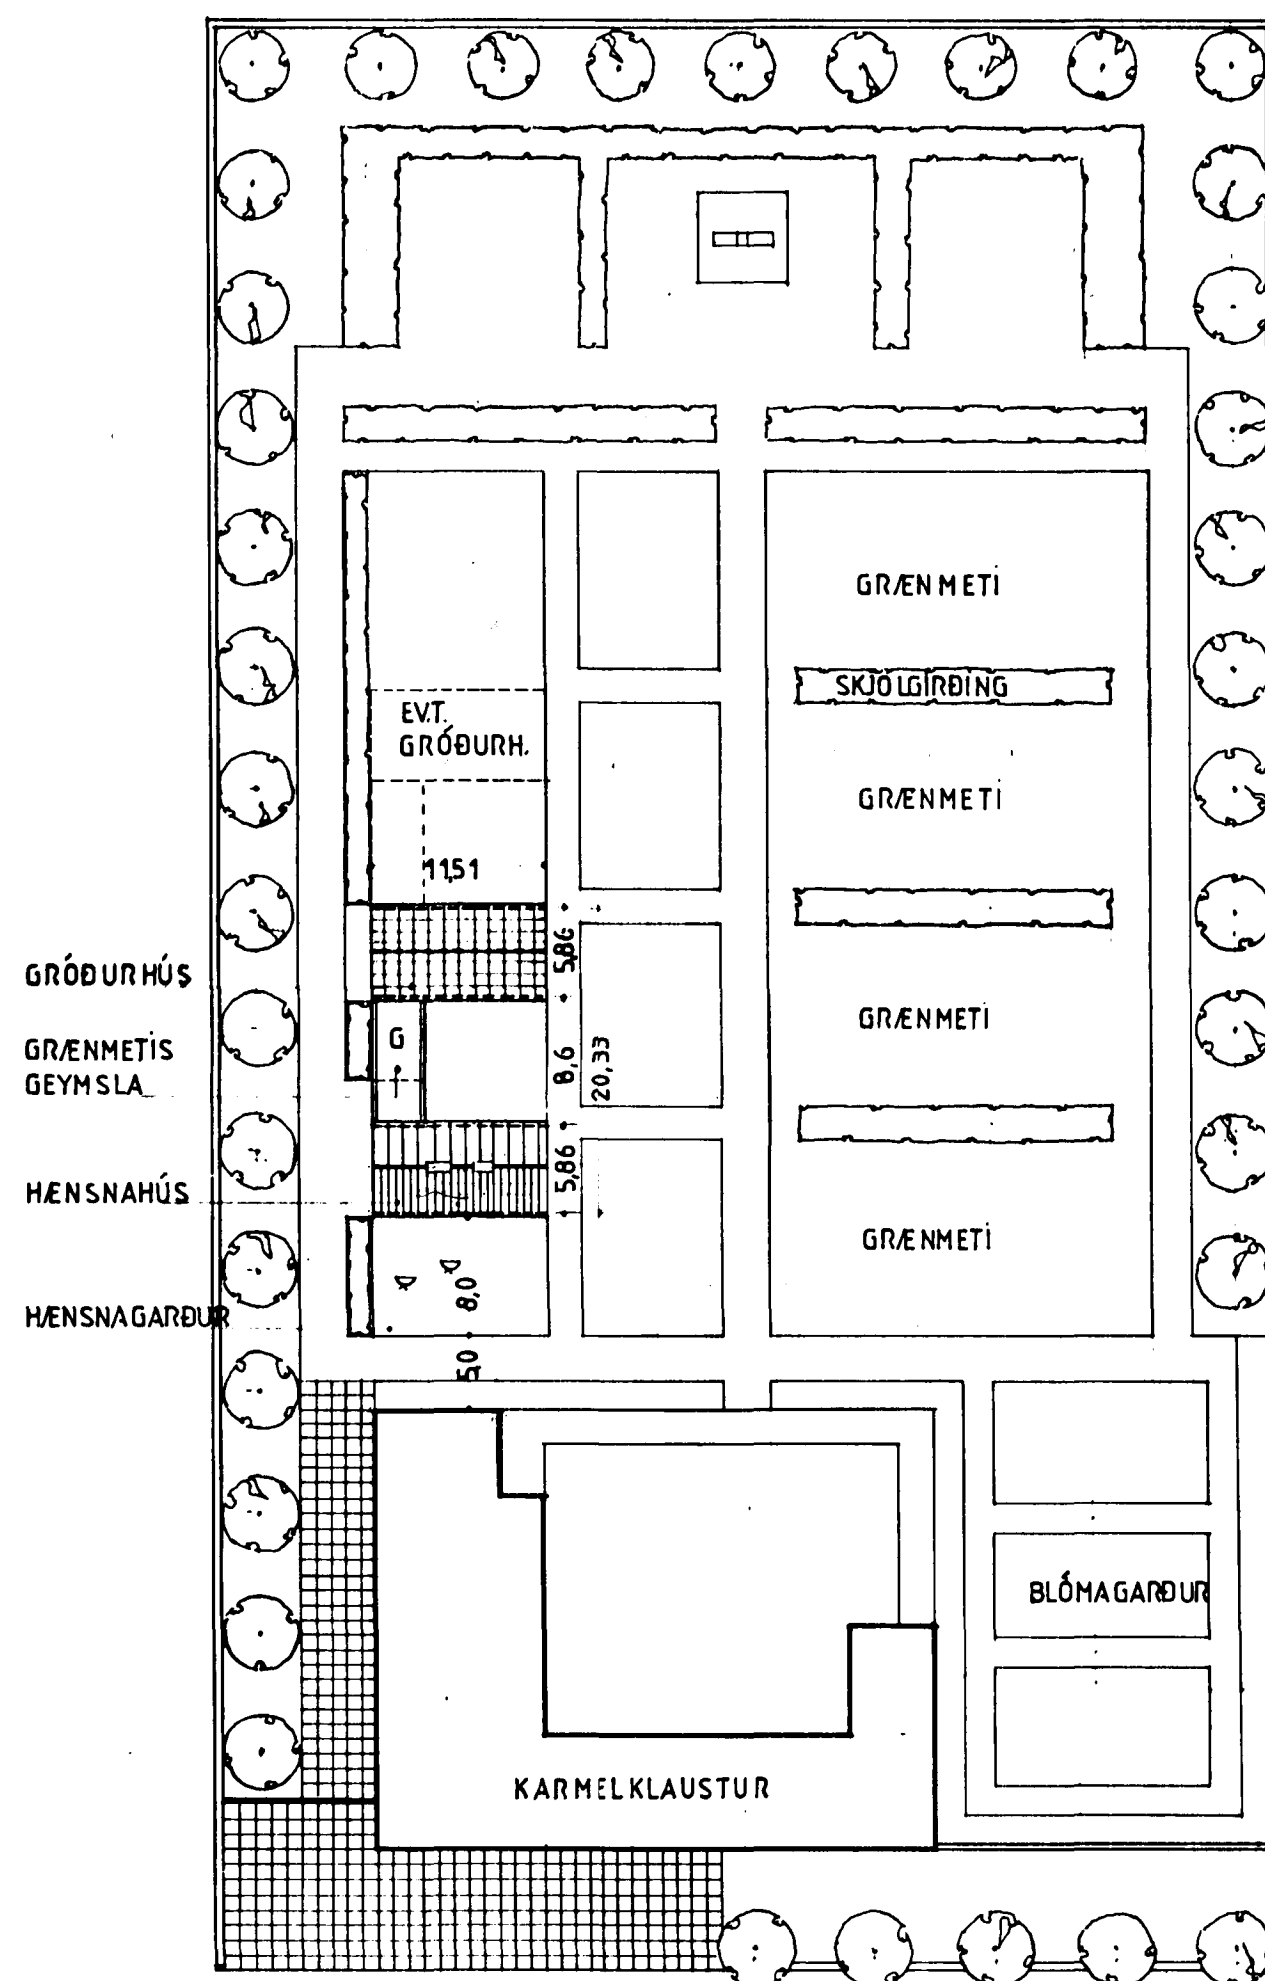 GRÆNMETI
SKJÓLGIRÐING
EV.T.
GRÓÐURH.
GRÆNMETI
11,51
5,86
GRÓÐURHÚS
GRÆNMETI
G
GRÆNMETIS
GEYMSLA
8,6
20,33
5,86
HÆNSNAHÚS
GRÆNMETI
8,0
HÆNSNAGARÐUR
5,0
BLÓMAGARÐUR
KARMELKLAUSTUR